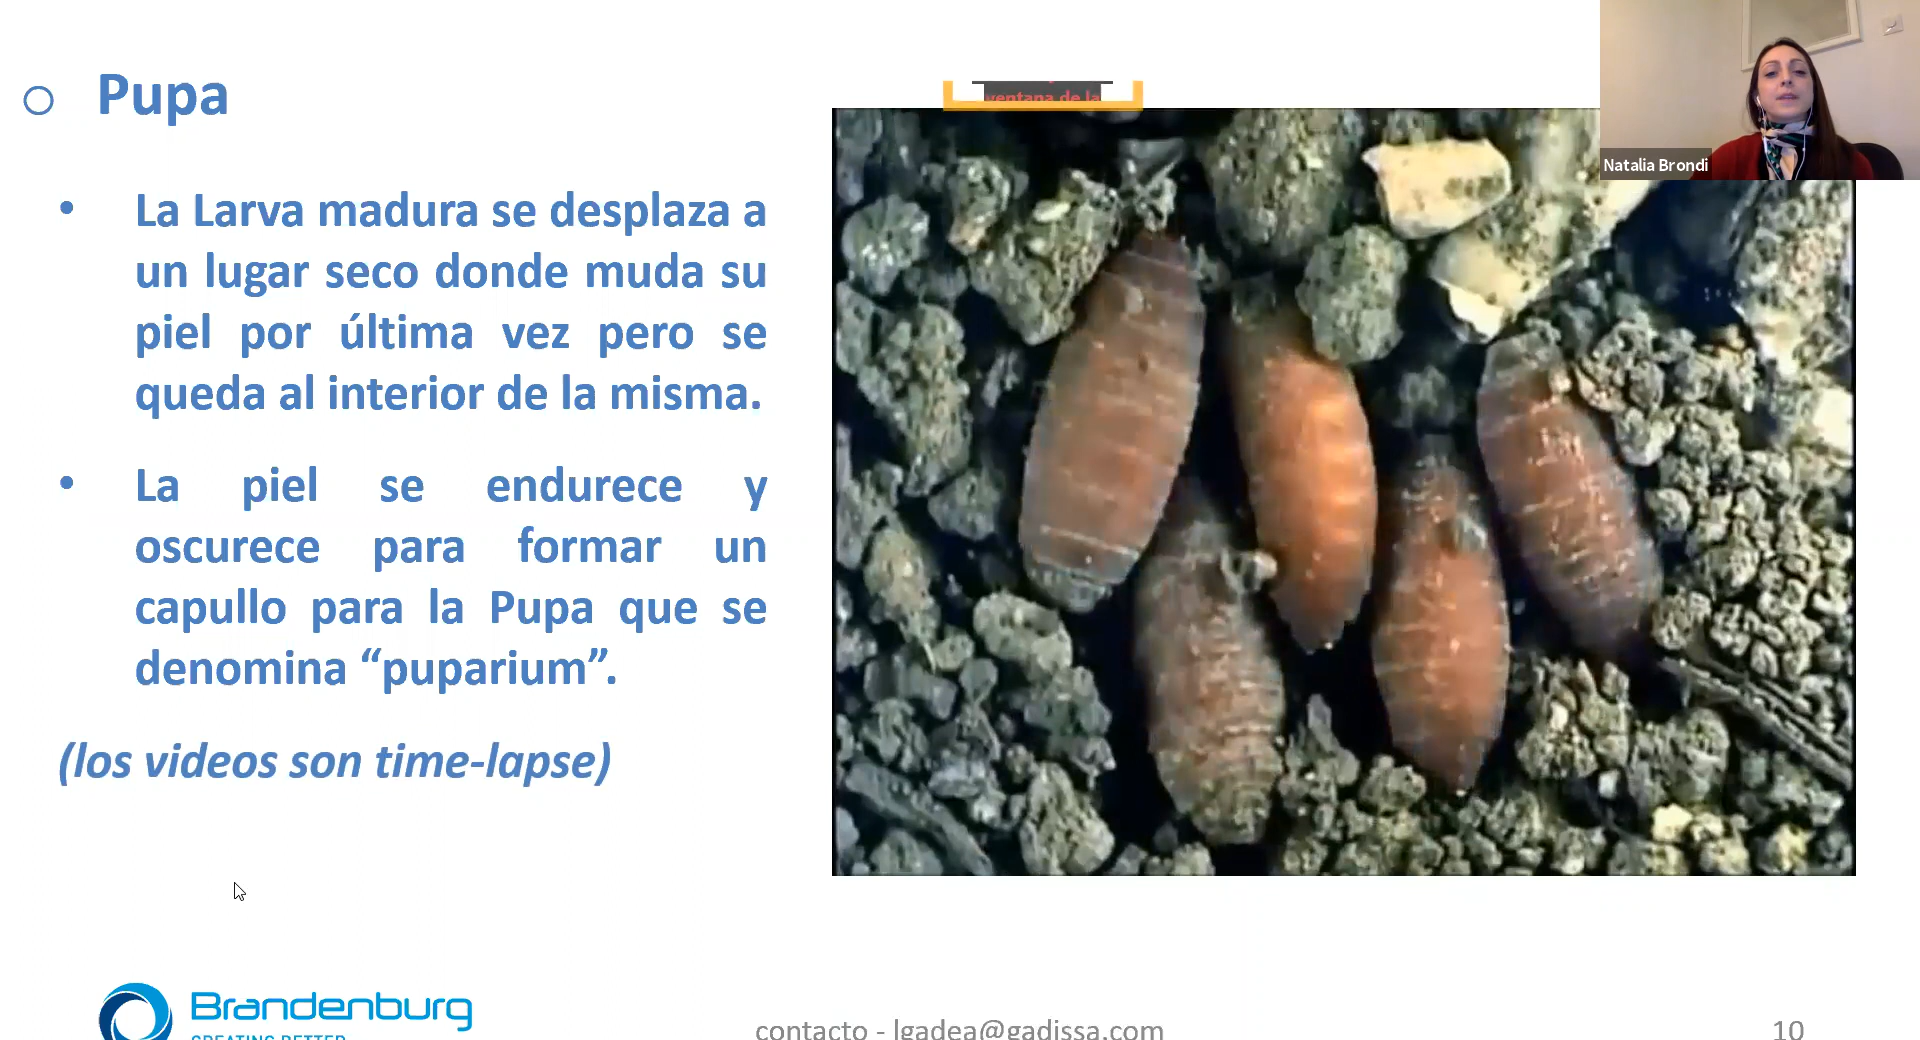 Pupa
ventana de la
Natalia Brondi
La Larva madura se desplaza a
un lugar seco donde muda su
piel por última vez pero se
queda al interior de la misma.
La piel se endurece y
oscurece para formar un
capullo para la Pupa que se
denomina “puparium”.
(los videos son time-lapse)
Brandenburg
CREATING BETTER
contacto - lgadea@gadissa.com
10